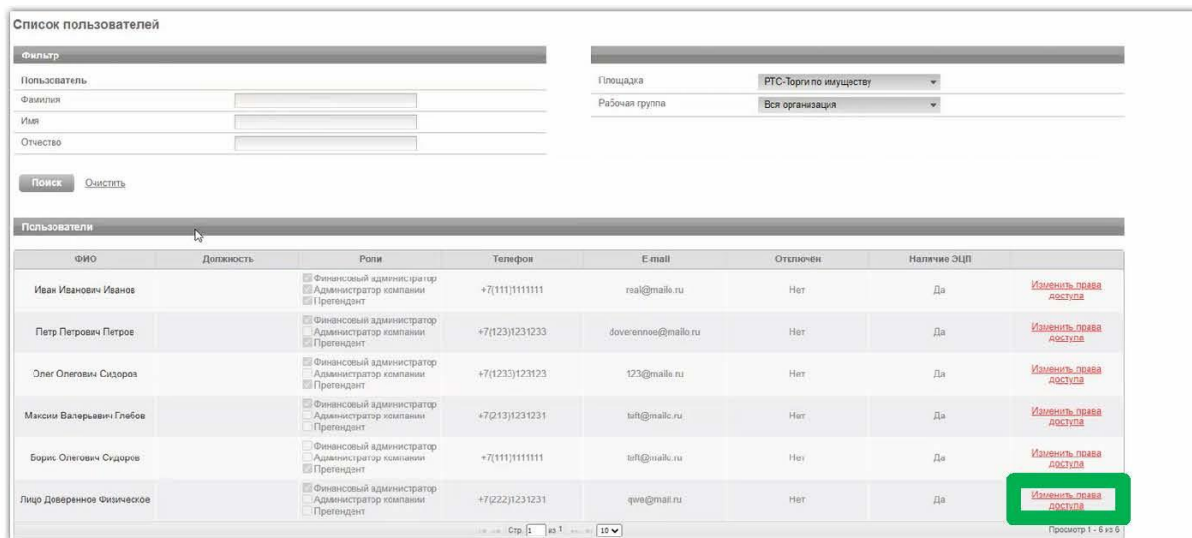 Список пользователей
Фильтр
Пользователь
Фамилия
Имя
Отчество
Площадка РТС-Торги по имуществу
Рабочая группа Вся организация
Поиск Очистить
Пользователи
ФИО Должность Роли Телефон E-mail Отключён Наличие ЭЦП
Иван Иванович Иванов Финансовый администратор Администратор компании Претендент +7(111)1111111 real@mailo.ru Нет Да Изменить права доступа
Петр Петрович Петров Финансовый администратор Администратор компании Претендент +7(123)1231233 doverennoe@mailo.ru Нет Да Изменить права доступа
Олег Олегович Сидоров Финансовый администратор Администратор компании Претендент +7(1233)123123 123@mailo.ru Нет Да Изменить права доступа
Максим Валерьевич Глебов Финансовый администратор Администратор компании Претендент +7(213)1231231 Нет Да Изменить права доступа
Борис Олегович Сидоров Финансовый администратор Администратор компании Претендент +7(111)1111111 Нет Да Изменить права доступа
Лицо Доверенное Физическое Финансовый администратор Администратор компании Претендент +7(222)1231231 qwe@mail.ru Нет Да Изменить права доступа
Стр. 1 из 1 10 Просмотр 1 - 6 из 6